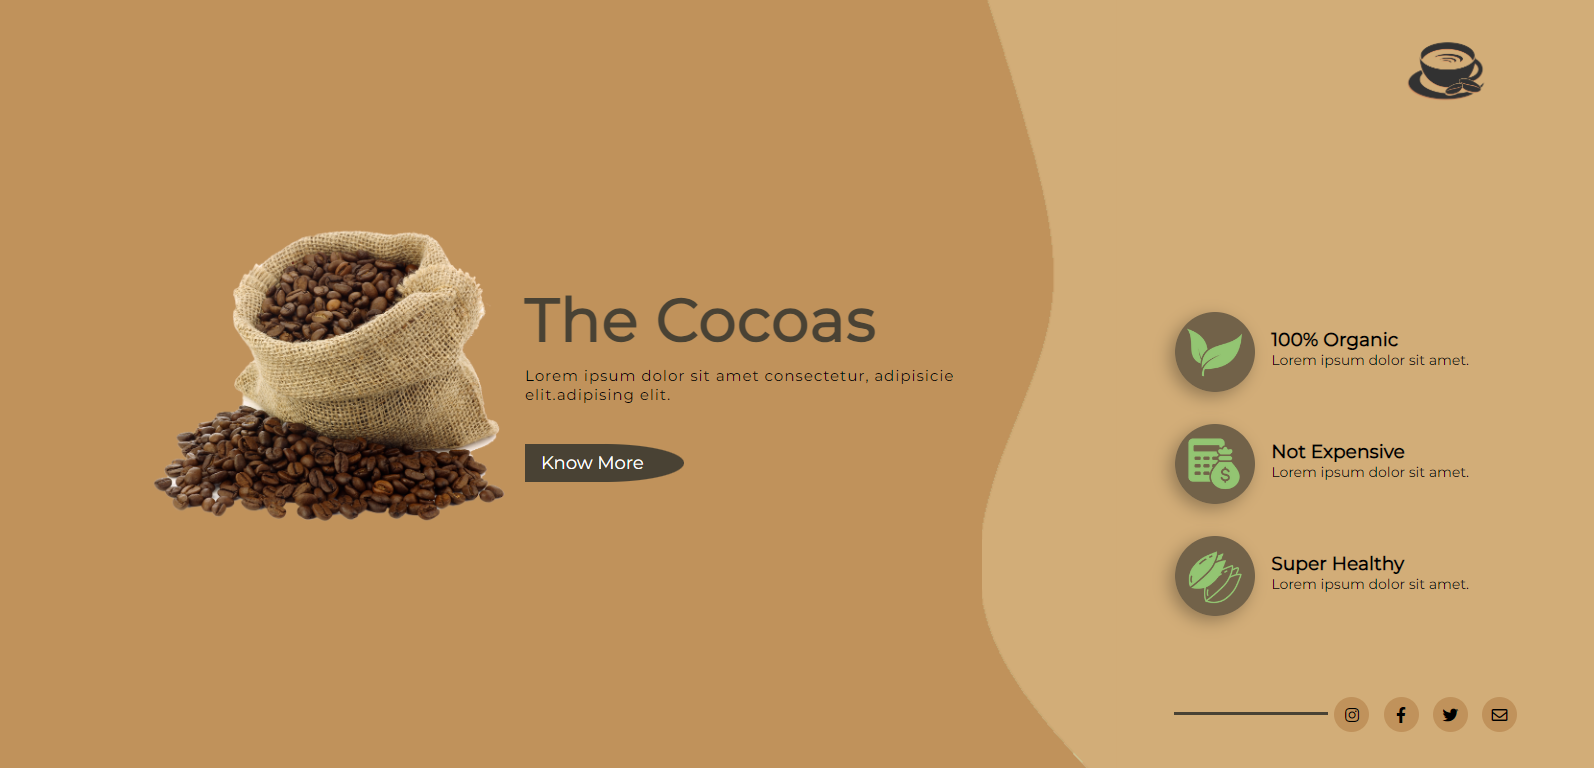 The Cocoas
Lorem ipsum dolor sit amet consectetur, adipisicie
elit.adipising elit.
Know More
100% Organic
Lorem ipsum dolor sit amet.
Not Expensive
Lorem ipsum dolor sit amet.
Super Healthy
Lorem ipsum dolor sit amet.